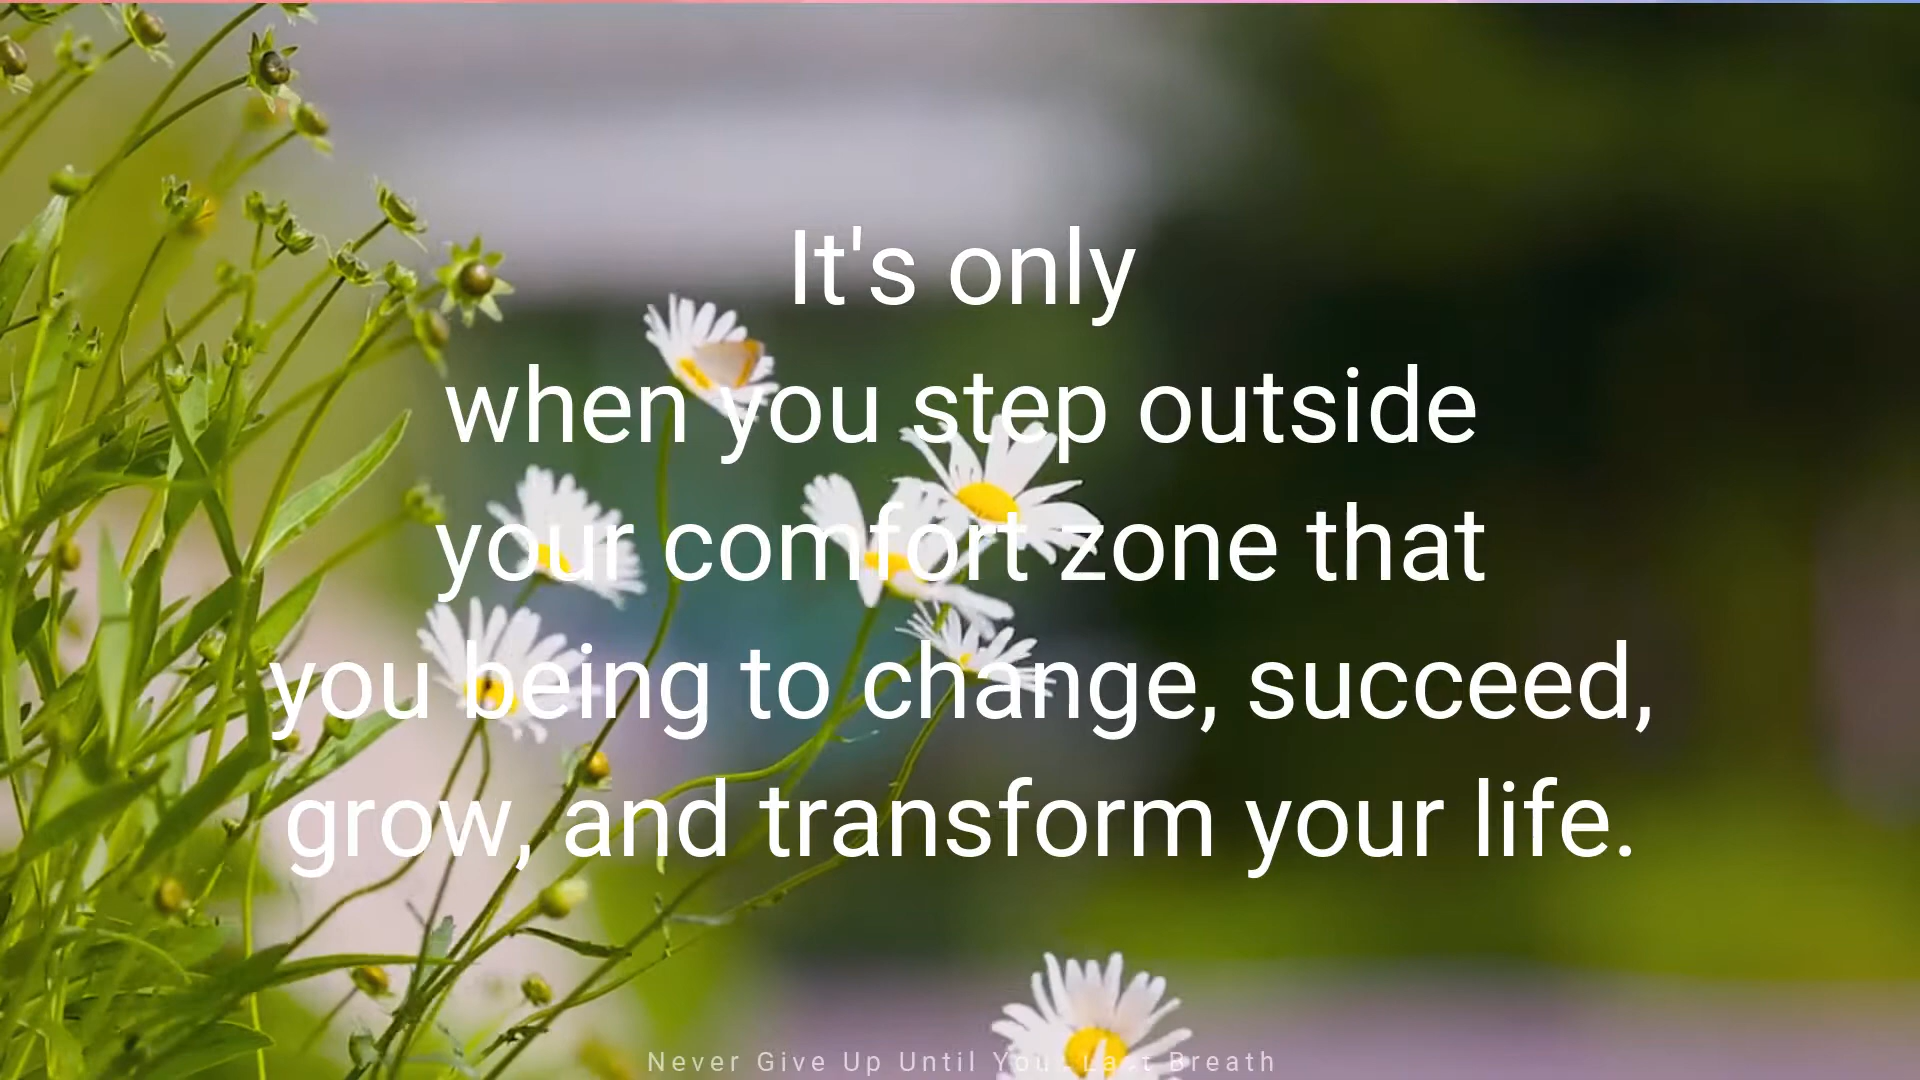 It's only
when you step outside
your comfort zone that
you being to change, succeed,
grow, and transform your life.
Never Give Up Until Your Last Breath